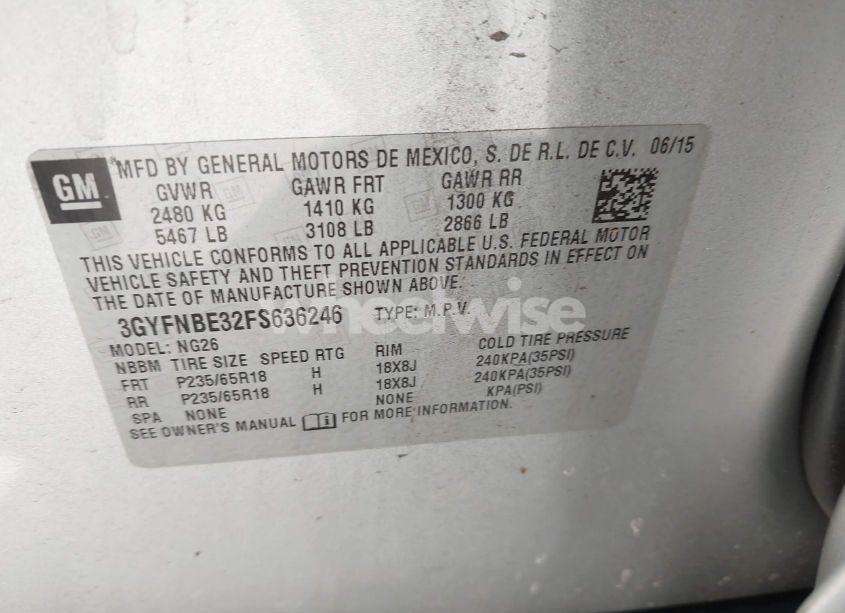 GM
MFD BY GENERAL MOTORS DE MEXICO, S. DE R.L. DE C.V. 06/15
GVWR GAWR FRT GAWR RR
2480 KG 1410 KG 1300 KG
5467 LB 3108 LB 2866 LB
THIS VEHICLE CONFORMS TO ALL APPLICABLE U.S. FEDERAL MOTOR
VEHICLE SAFETY AND THEFT PREVENTION STANDARDS IN EFFECT ON
THE DATE OF MANUFACTURE SHOWN ABOVE.
3GYFNBE32FS636246 TYPE: M.P.V.
MODEL: NG26
NBBM TIRE SIZE SPEED RTG RIM COLD TIRE PRESSURE
FRT P235/65R18 H 18X8J 240KPA(35PSI)
RR P235/65R18 H 18X8J 240KPA(35PSI)
SPA NONE NONE KPA(PSI)
SEE OWNER'S MANUAL FOR MORE INFORMATION.
wheelwise